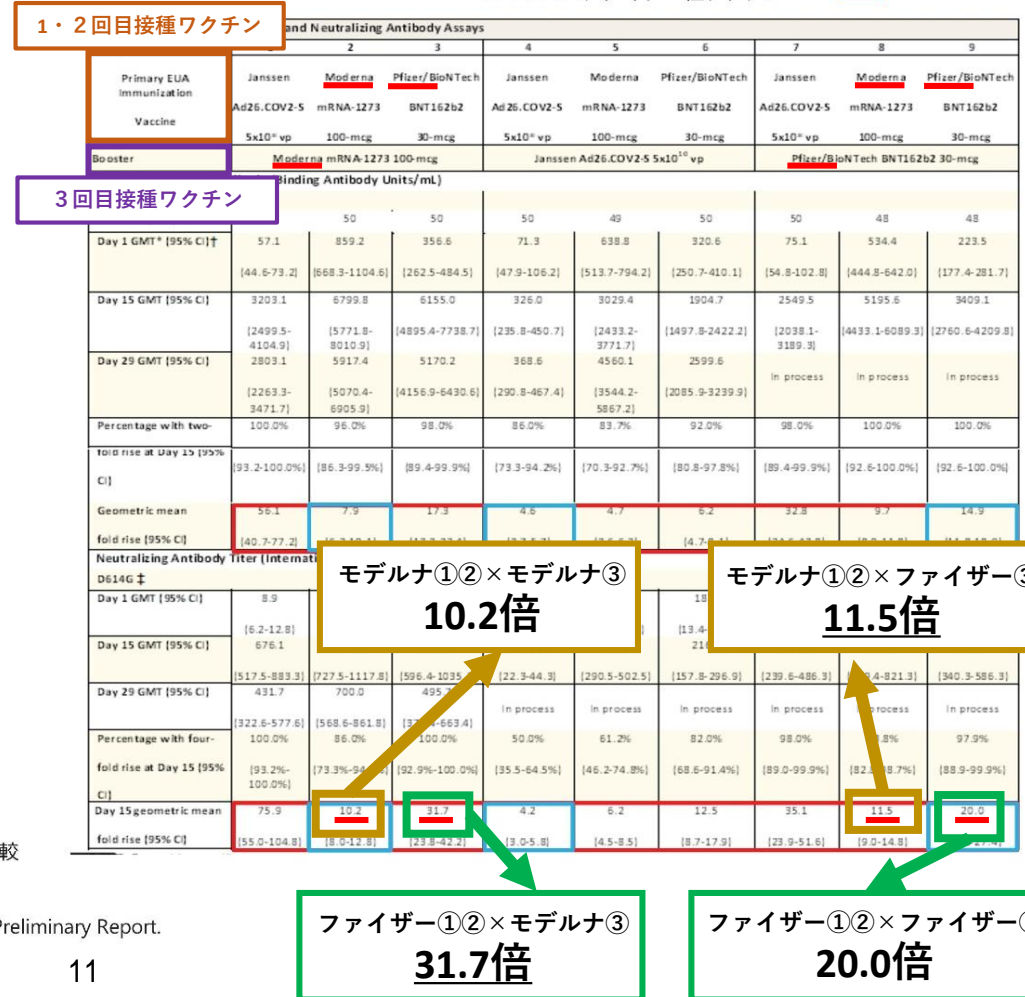 1・２回目接種ワクチン
and Neutralizing Antibody Assays
2 3 4 5 6 7 8 9
Primary EUA Immunization Vaccine
Janssen Moderna Pfizer/BioNTech Janssen Moderna Pfizer/BioNTech Janssen Moderna Pfizer/BioNTech
Ad26.COV2-S mRNA-1273 BNT162b2 Ad26.COV2-S mRNA-1273 BNT162b2 Ad26.COV2-S mRNA-1273 BNT162b2
100-mcg 30-mcg 100-mcg 30-mcg 100-mcg 30-mcg
Booster Moderna mRNA-1273 100-mcg Janssen Ad26.COV2-S 5x10¹⁰ vp Pfizer/BioNTech BNT162b2 30-mcg
３回目接種ワクチン
Binding Antibody Units/mL)
50 50 50 49 50 50 48 48
Day 1 GMT* (95% CI)† 57.1 859.2 356.6 71.3 638.8 320.6 75.1 534.4 223.5
(44.6-73.2) (668.3-1104.6) (262.5-484.5) (47.9-106.2) (513.7-794.2) (250.7-410.1) (54.8-102.8) (444.8-642.0) (177.4-281.7)
Day 15 GMT (95% CI) 3203.1 6799.8 6155.0 326.0 3029.4 1904.7 2549.5 5195.6 3409.1
(2499.5-4104.9) (5771.8-8010.9) (4895.4-7738.7) (235.8-450.7) (2433.2-3771.7) (1497.8-2422.2) (2038.1-3189.3) (4433.1-6089.3) (2760.6-4209.8)
Day 29 GMT (95% CI) 2803.1 5917.4 5170.2 368.6 4560.1 2599.6 In process In process In process
(2263.3-3471.7) (5070.4-6905.9) (4156.9-6430.6) (290.8-467.4) (3544.2-5867.2) (2085.9-3239.9)
Percentage with two- 100.0% 96.0% 98.0% 86.0% 83.7% 92.0% 98.0% 100.0% 100.0%
fold rise at Day 15 (95% CI) (93.2-100.0%) (86.3-99.5%) (89.4-99.9%) (73.3-94.2%) (70.3-92.7%) (80.8-97.8%) (89.4-99.9%) (92.6-100.0%) (92.6-100.0%)
Geometric mean 56.1 7.9 17.3 4.6 4.7 6.2 32.8 9.7 14.9
fold rise (95% CI) (40.7-77.2)
Neutralizing Antibody Titer
D614G ‡
モデルナ①②×モデルナ③
10.2倍
モデルナ①②×ファイザー③
11.5倍
Day 1 GMT (95% CI) 8.9
(6.2-12.8)
Day 15 GMT (95% CI) 676.1
(517.5-883.3) (727.5-1117.8) (22.3-44.3) (290.5-502.5) (157.8-296.9) (239.6-486.3) (340.3-586.3)
Day 29 GMT (95% CI) 431.7 700.0 In process In process In process In process In process
(322.6-577.6) (568.6-861.8)
Percentage with four- 100.0% 86.0% 100.0% 50.0% 61.2% 82.0% 98.0% 97.9%
fold rise at Day 15 (95% CI) (93.2%-100.0%) (92.9%-100.0%) (35.5-64.5%) (46.2-74.8%) (68.6-91.4%) (89.0-99.9%) (88.9-99.9%)
Day 15 geometric mean 75.9 10.2 31.7 4.2 6.2 12.5 35.1 11.5 20.0
fold rise (95% CI) (55.0-104.8) (8.0-12.8) (23.8-42.2) (3.0-5.8) (4.5-8.5) (8.7-17.9) (23.9-51.6) (9.0-14.8)
較
Preliminary Report.
11
ファイザー①②×モデルナ③
31.7倍
ファイザー①②×ファイザー
20.0倍